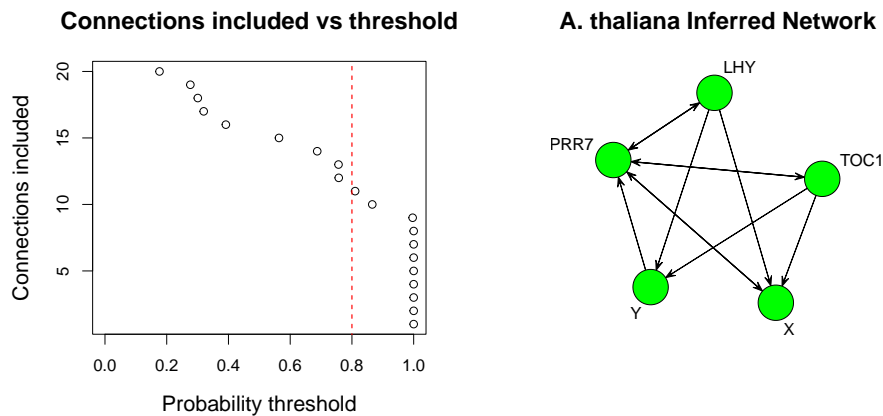 Connections included vs threshold
Connections included
20
15
10
5
0.0 0.2 0.4 0.6 0.8 1.0
Probability threshold
A. thaliana Inferred Network
LHY
PRR7
TOC1
Y
X